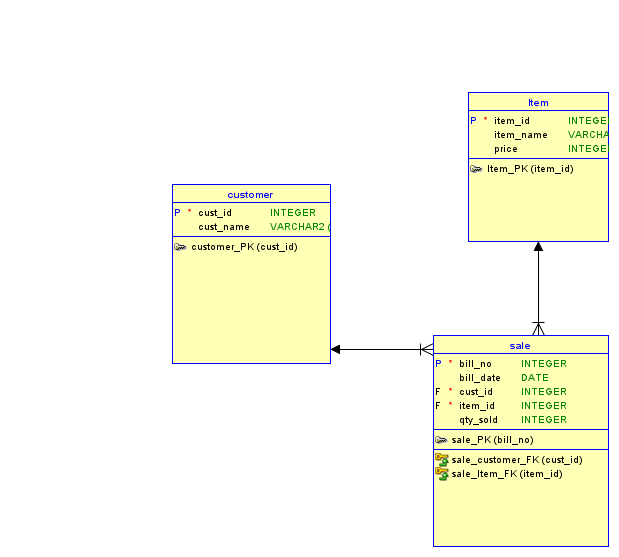 Item
P * item_id INTEGE
item_name VARCHA
price INTEGE
Item_PK (item_id)
customer
P * cust_id INTEGER
cust_name VARCHAR2 (
customer_PK (cust_id)
sale
P * bill_no INTEGER
bill_date DATE
F * cust_id INTEGER
F * item_id INTEGER
qty_sold INTEGER
sale_PK (bill_no)
sale_customer_FK (cust_id)
sale_Item_FK (item_id)